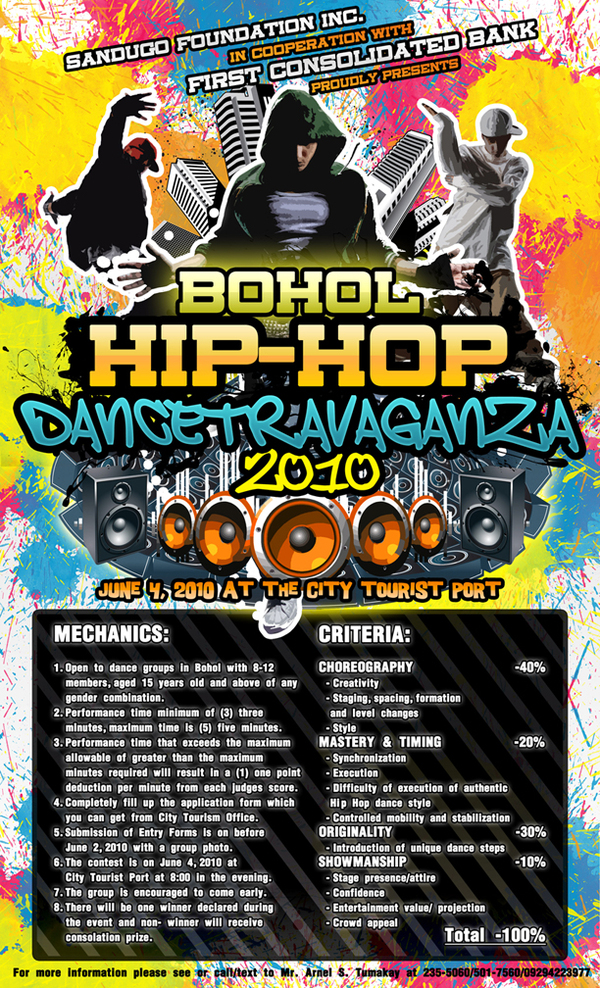 SANDUGO FOUNDATION INC.
IN COOPERATION WITH
FIRST CONSOLIDATED BANK
PROUDLY PRESENTS
BOHOL
HIP-HOP
DANCETRAVAGANZA
2010
JUNE 4, 2010 AT THE CITY TOURIST PORT
MECHANICS:
1. Open to dance groups in Bohol with 8-12
members, aged 15 years old and above of any
gender combination.
2. Performance time minimum of (3) three
minutes, maximum time is (5) five minutes.
3. Performance time that exceeds the maximum
allowable of greater than the maximum
minutes required will result in a (1) one point
deduction per minute from each judges score.
4. Completely fill up the application form which
you can get from City Tourism Office.
5. Submission of Entry Forms is on before
June 2, 2010 with a group photo.
6. The contest is on June 4, 2010 at
City Tourist Port at 8:00 in the evening.
7. The group is encouraged to come early.
8. There will be one winner declared during
the event and non- winner will receive
consolation prize.
CRITERIA:
CHOREOGRAPHY -40%
- Creativity
- Staging, spacing, formation
and level changes
- Style
MASTERY & TIMING -20%
- Synchronization
- Execution
- Difficulty of execution of authentic
Hip Hop dance style
- Controlled mobility and stabilization
ORIGINALITY -30%
- Introduction of unique dance steps
SHOWMANSHIP -10%
- Stage presence/attire
- Confidence
- Entertainment value/ projection
- Crowd appeal
Total -100%
For more information please see or call/text to Mr. Arnel S. Tumakay at 235-5060/501-7560/09294223977